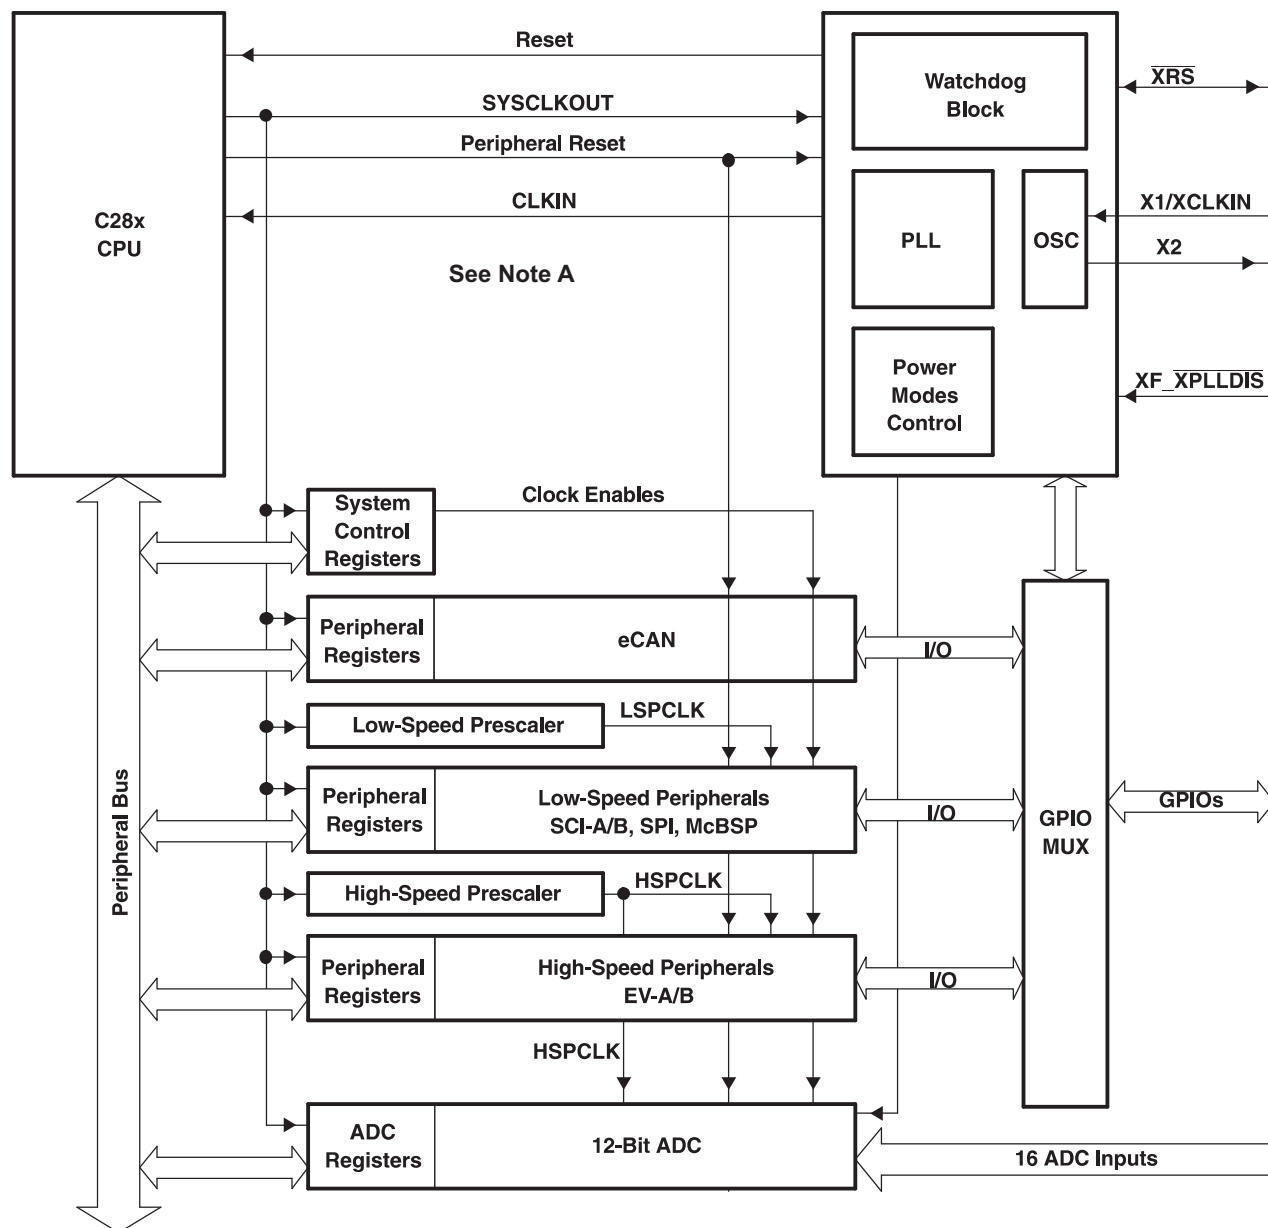 Reset
Watchdog
Block
XRS
SYSCLKOUT
Peripheral Reset
C28x
CPU
CLKIN
PLL
OSC
X1/XCLKIN
X2
See Note A
Power
Modes
Control
XF_XPLLDIS
System
Control
Registers
Clock Enables
Peripheral
Registers
eCAN
I/O
Low-Speed Prescaler
LSPCLK
Peripheral Bus
Peripheral
Registers
Low-Speed Peripherals
SCI-A/B, SPI, McBSP
I/O
GPIO
MUX
GPIOs
High-Speed Prescaler
HSPCLK
Peripheral
Registers
High-Speed Peripherals
EV-A/B
I/O
HSPCLK
ADC
Registers
12-Bit ADC
16 ADC Inputs